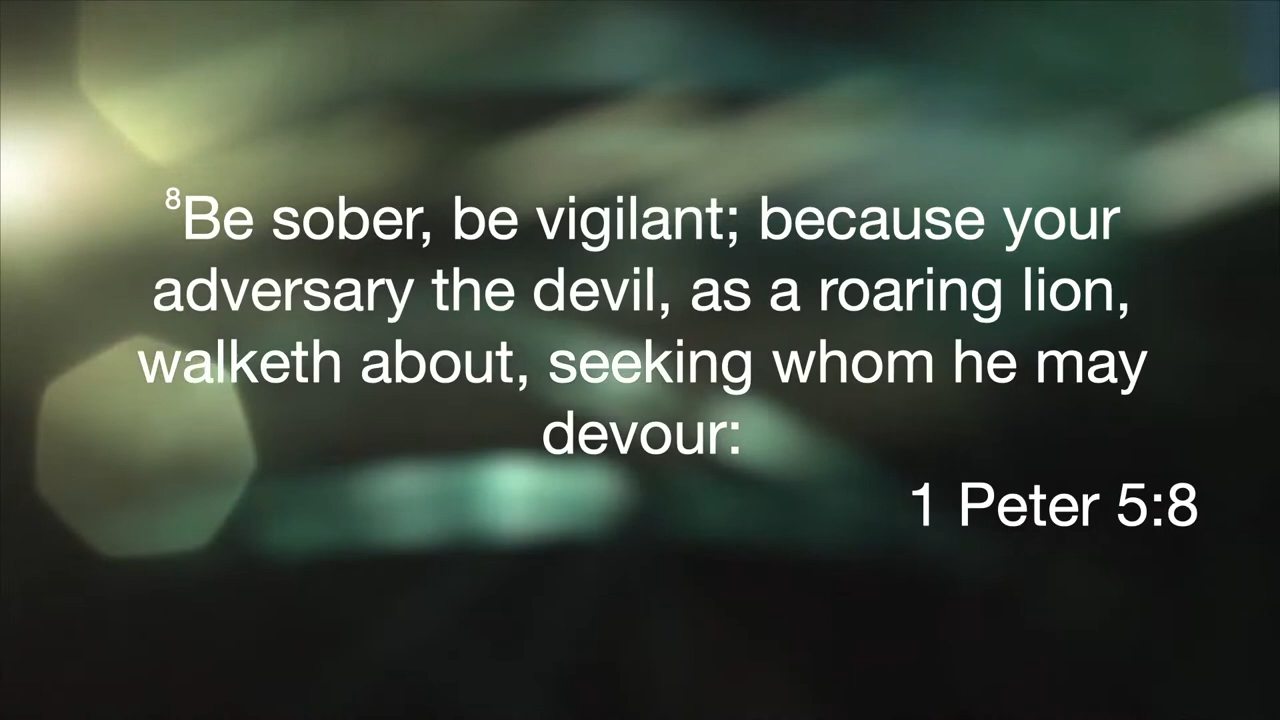 ⁸Be sober, be vigilant; because your
adversary the devil, as a roaring lion,
walketh about, seeking whom he may
devour:
1 Peter 5:8